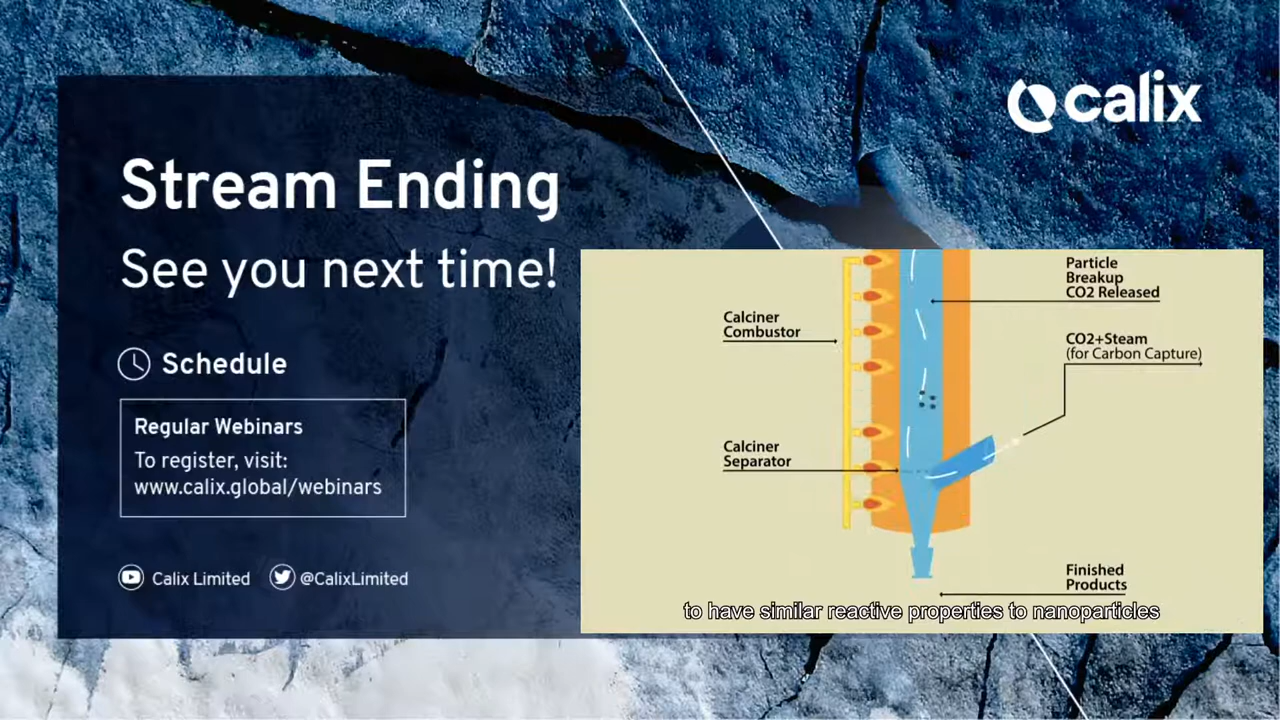 calix
Stream Ending
See you next time!
Schedule
Regular Webinars
To register, visit:
www.calix.global/webinars
Calix Limited
@CalixLimited
Particle
Breakup
CO2 Released
Calciner
Combustor
CO2+Steam
(for Carbon Capture)
Calciner
Separator
Finished
Products
to have similar reactive properties to nanoparticles